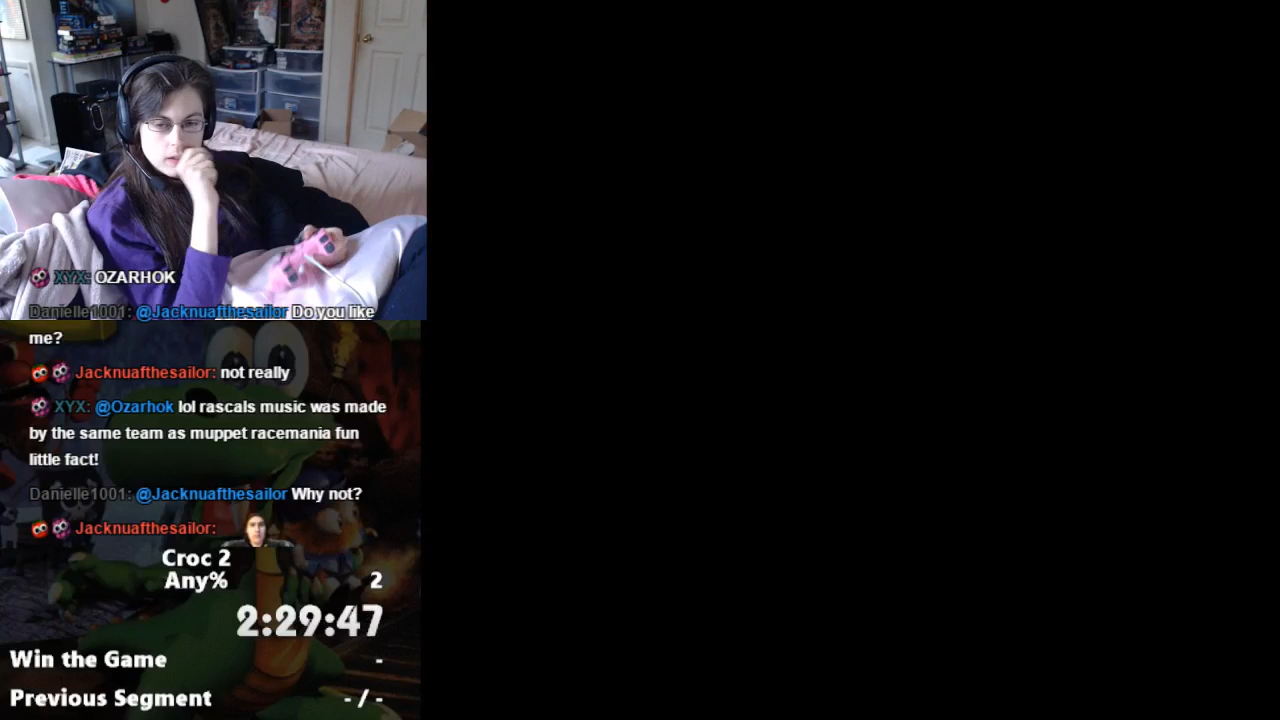 XYX: OZARHOK
Danielle1001: @Jacknuafthesailor Do you like
me?
Jacknuafthesailor: not really
XYX: @Ozarhok lol rascals music was made
by the same team as muppet racemania fun
little fact!
Danielle1001: @Jacknuafthesailor Why not?
Jacknuafthesailor:
Croc 2
Any% 2
2:29:47
Win the Game -
Previous Segment - / -